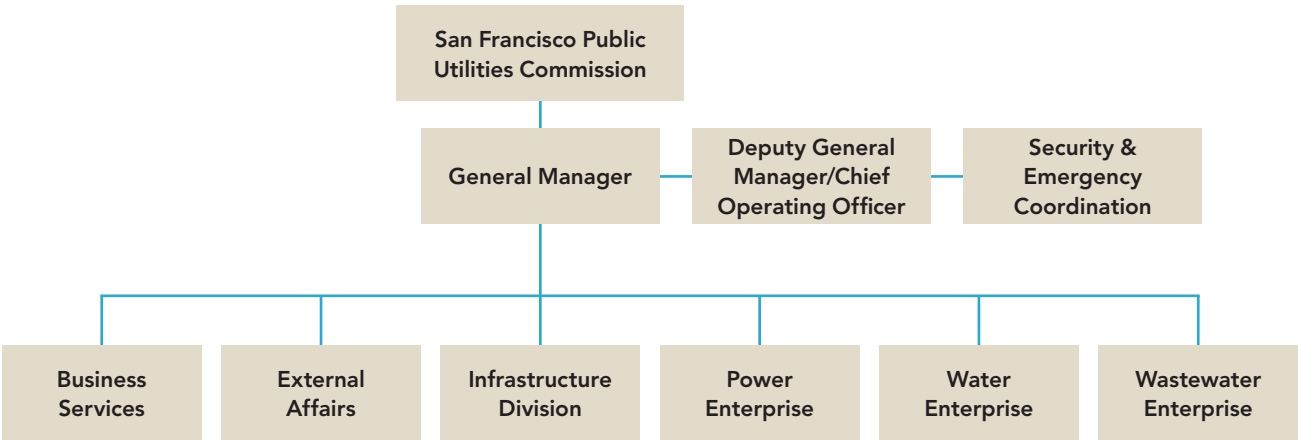 San Francisco Public
Utilities Commission
General Manager
Deputy General
Manager/Chief
Operating Officer
Security &
Emergency
Coordination
Business
Services
External
Affairs
Infrastructure
Division
Power
Enterprise
Water
Enterprise
Wastewater
Enterprise